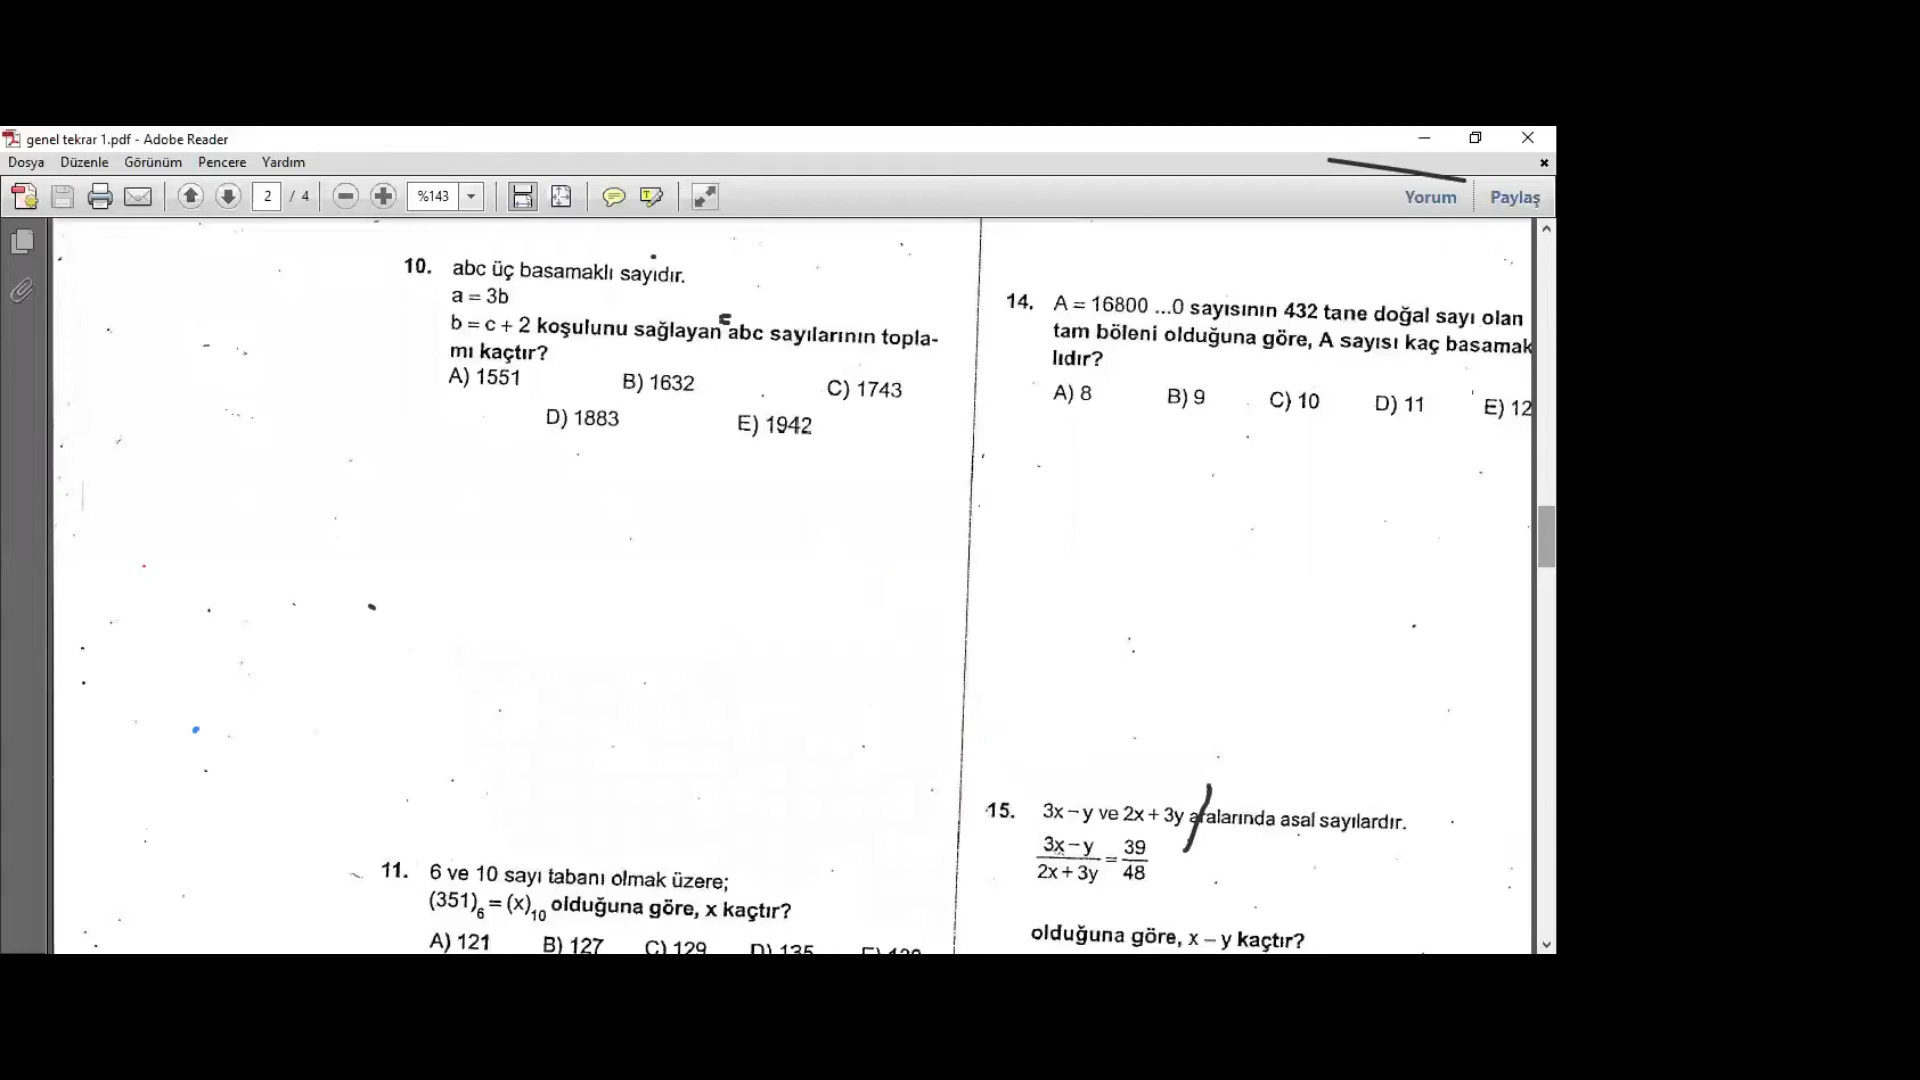 genel tekrar 1.pdf - Adobe Reader
Dosya Düzenle Görünüm Pencere Yardım
2 / 4 %143 Yorum Paylaş
10. abc üç basamaklı sayıdır.
a = 3b
b = c + 2 koşulunu sağlayan abc sayılarının topla-
mı kaçtır?
A) 1551 B) 1632 C) 1743
D) 1883 E) 1942
11. 6 ve 10 sayı tabanı olmak üzere;
(351)₆ = (x)₁₀ olduğuna göre, x kaçtır?
A) 121 B) 127 C) 129 D) 135
14. A = 16800 ...0 sayısının 432 tane doğal sayı olan
tam böleni olduğuna göre, A sayısı kaç basamak
lıdır?
A) 8 B) 9 C) 10 D) 11 E) 12
15. 3x – y ve 2x + 3y aralarında asal sayılardır.
3x – y / 2x + 3y = 39 / 48
olduğuna göre, x – y kaçtır?